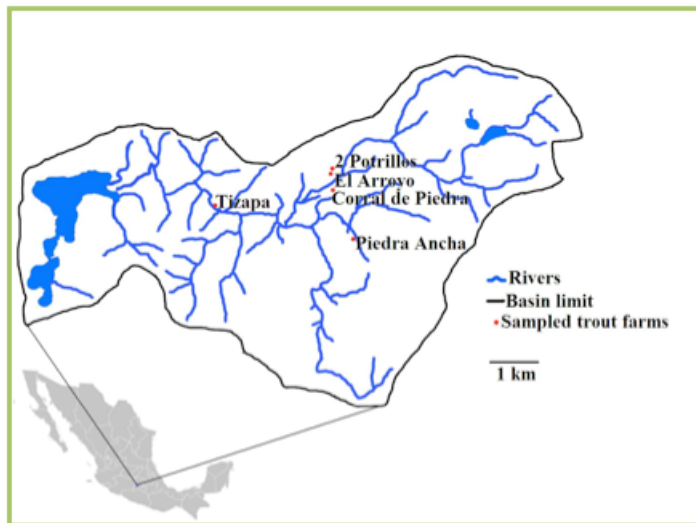 2 Potrillos
El Arroyo
Corral de Piedra
Tizapa
Piedra Ancha
Rivers
Basin limit
Sampled trout farms
1 km